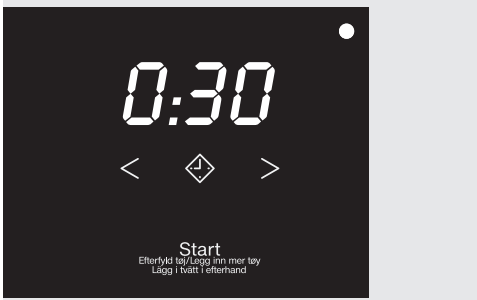 0:30
< >
Start
Efterfyld tøj/Legg inn mer tøy
Lägg i tvätt i efterhand